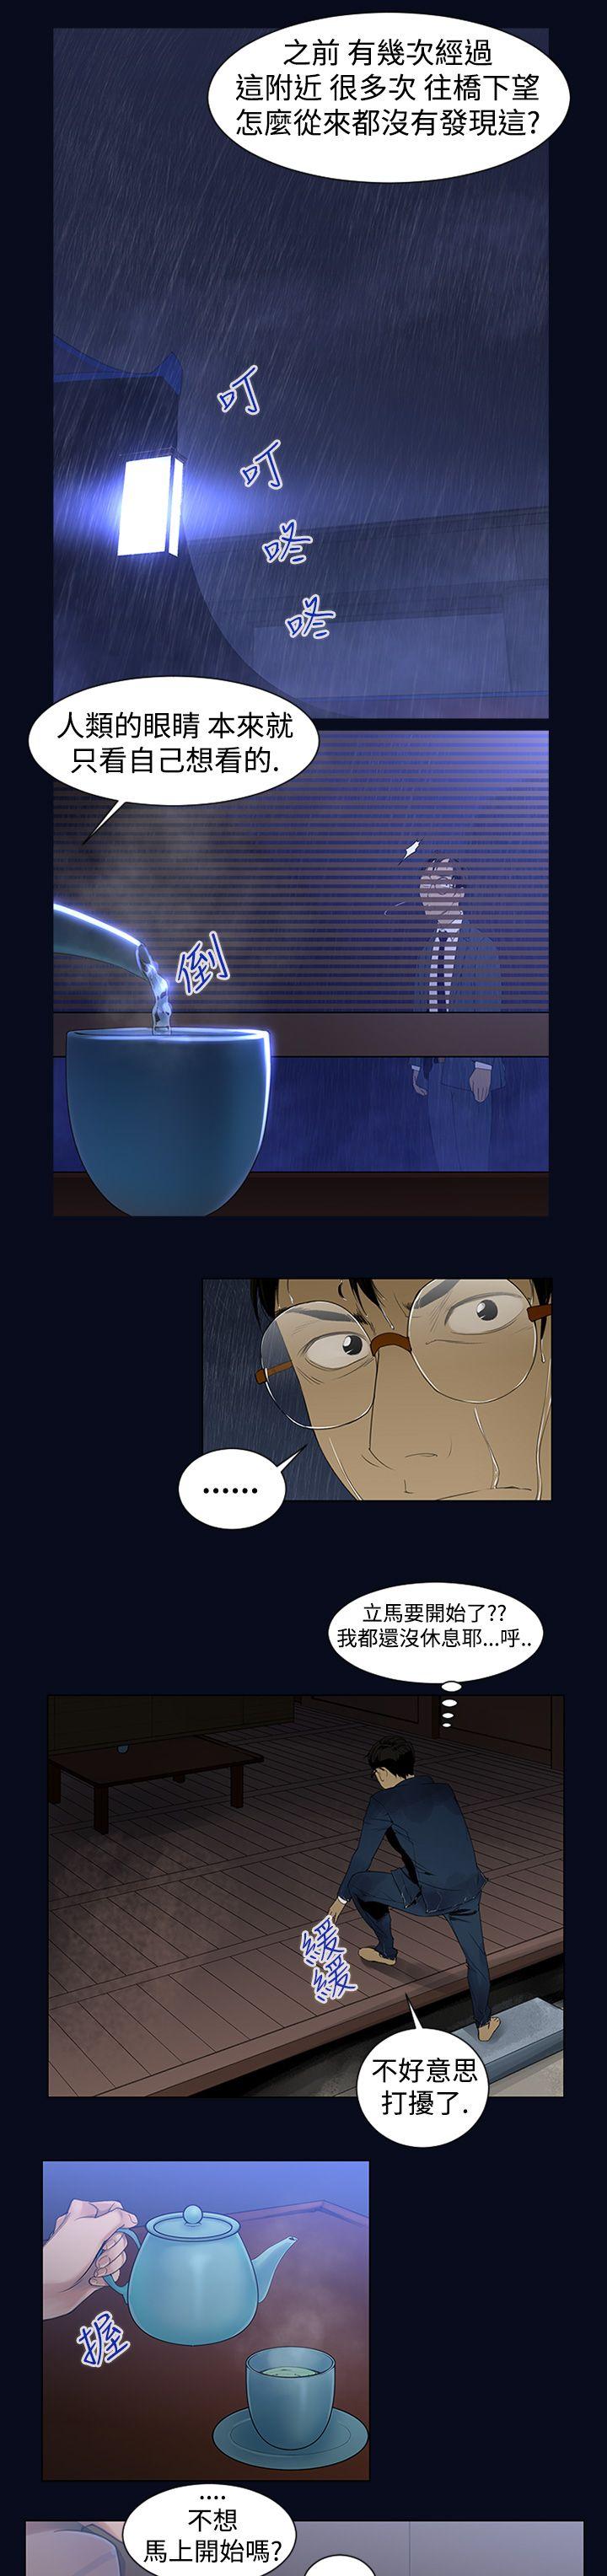 之前 有幾次經過
這附近 很多次 往橋下望
怎麼從來都沒有發現這?
叮
叮
咚
咚
人類的眼睛 本來就
只看自己想看的.
倒
······
立馬要開始了??
我都還沒休息耶...呼..
緩
緩
不好意思
打擾了.
握
....
不想
馬上開始嗎?